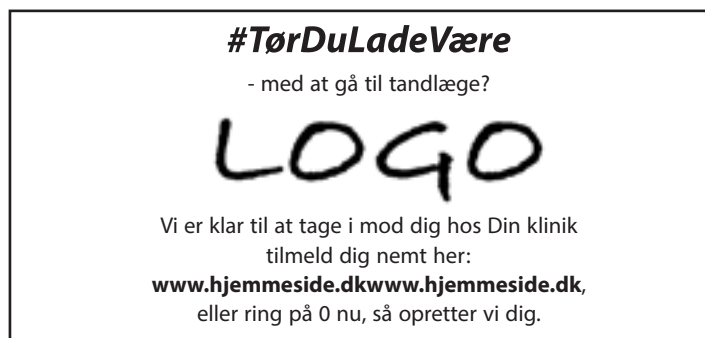 #TørDuLadeVære
- med at gå til tandlæge?
LOGO
Vi er klar til at tage i mod dig hos Din klinik
tilmeld dig nemt her:
www.hjemmeside.dkwww.hjemmeside.dk,
eller ring på 0 nu, så opretter vi dig.